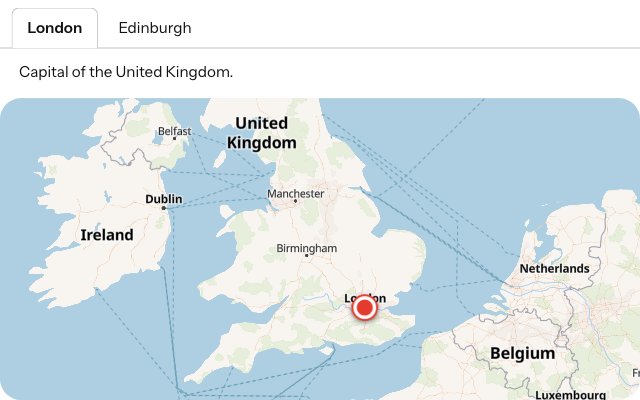 London
Edinburgh
Capital of the United Kingdom.
United
Kingdom
Belfast
Manchester
Dublin
Ireland
Birmingham
Netherlands
London
Belgium
Luxembourg